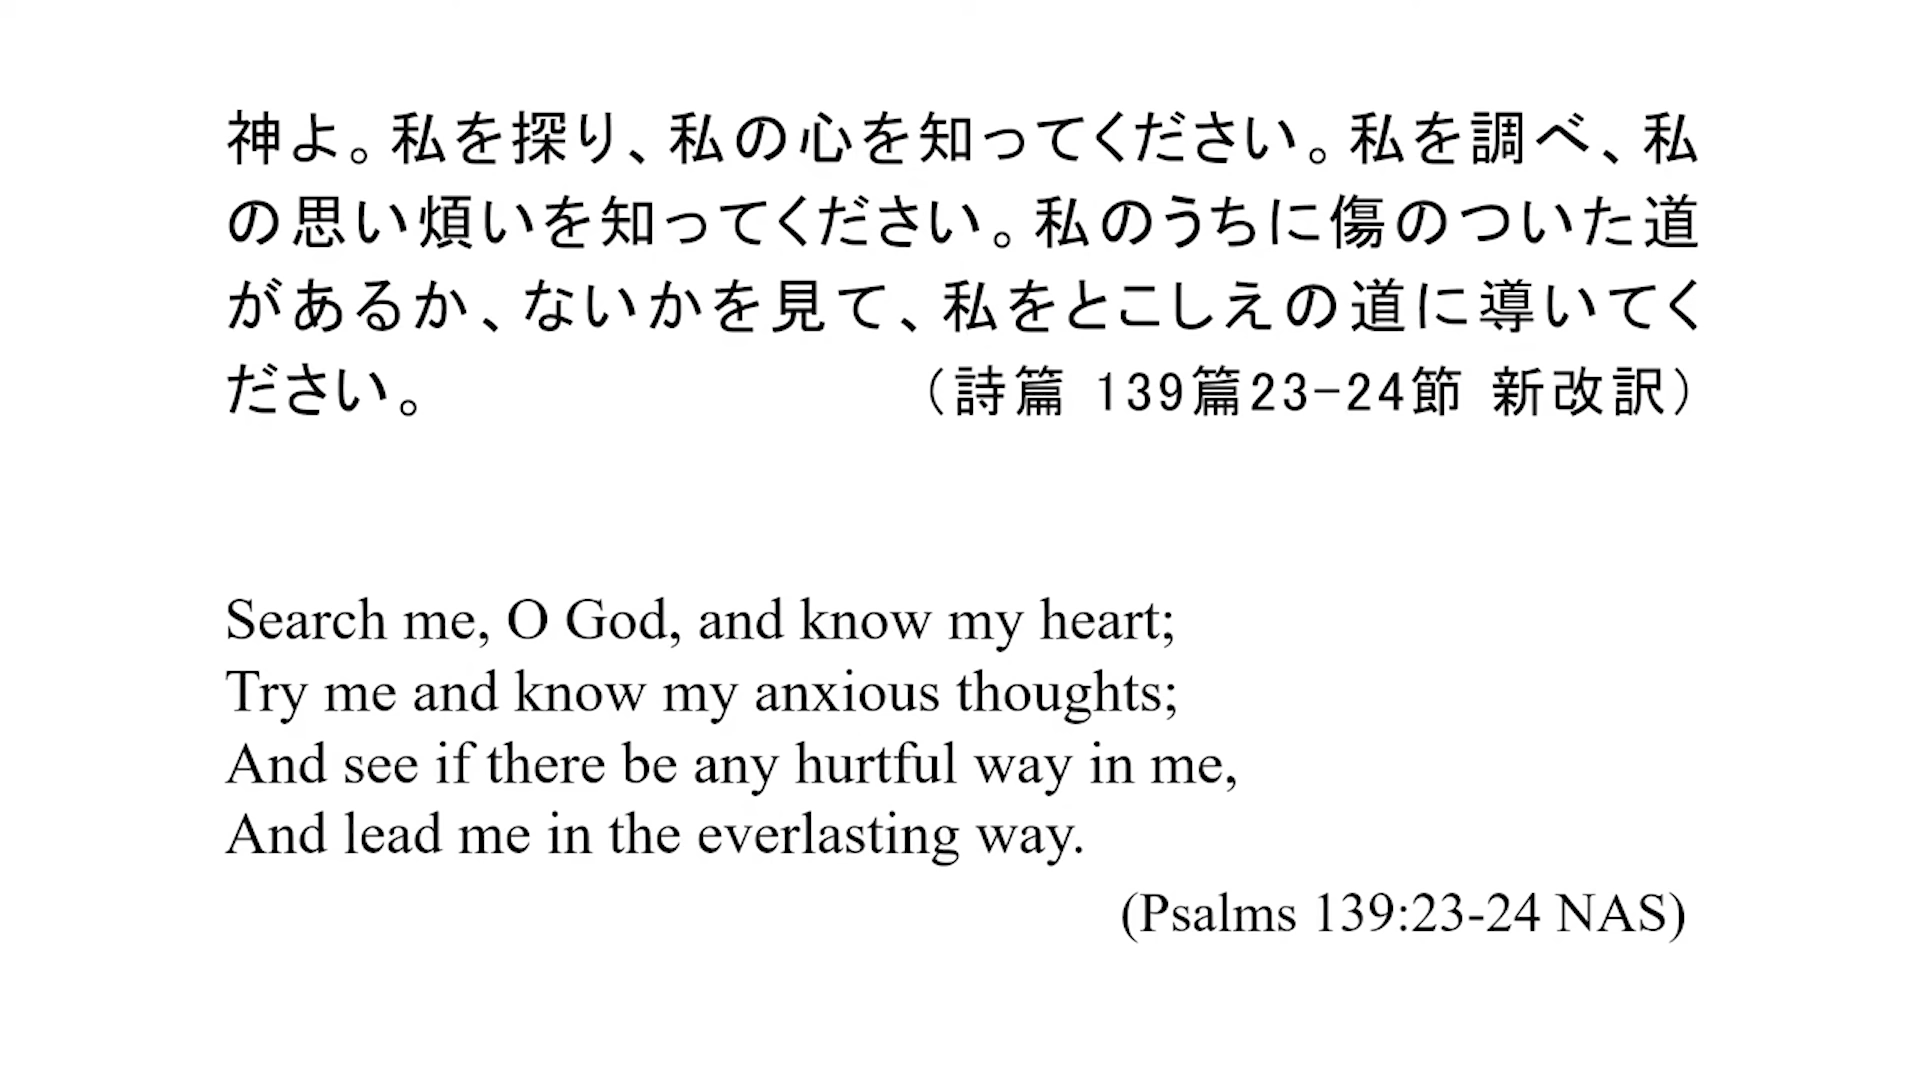 神よ。私を探り、私の心を知ってください。私を調べ、私
の思い煩いを知ってください。私のうちに傷のついた道
があるか、ないかを見て、私をとこしえの道に導いてく
ださい。 （詩篇 139篇23-24節 新改訳）
Search me, O God, and know my heart;
Try me and know my anxious thoughts;
And see if there be any hurtful way in me,
And lead me in the everlasting way.
(Psalms 139:23-24 NAS)